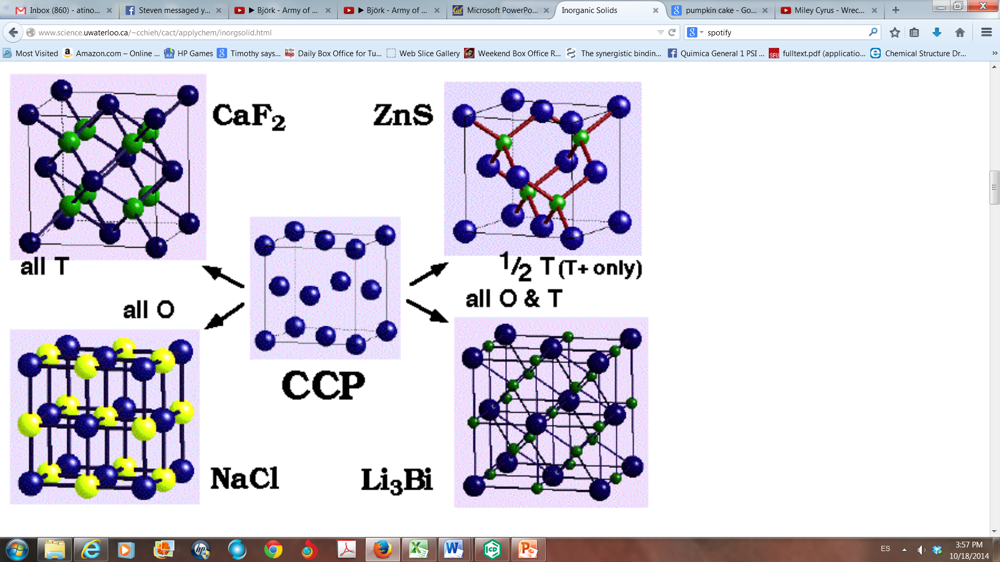 Inbox (860) - atino...
Steven messaged y...
▶ Björk - Army of ...
▶ Björk - Army of ...
Microsoft PowerPo...
Inorganic Solids
pumpkin cake - Go...
Miley Cyrus - Wrec...
www.science.uwaterloo.ca/~cchieh/cact/applychem/inorgsolid.html
spotify
Most Visited
Amazon.com – Online ...
HP Games
Timothy says...
Daily Box Office for Tu...
Web Slice Gallery
Weekend Box Office R...
The synergistic bindin...
Quimica General 1 PSI ...
fulltext.pdf (applicatio...
Chemical Structure Dr...
CaF₂
ZnS
all T
½ T (T+ only)
all O
all O & T
CCP
NaCl
Li₃Bi
ES
3:57 PM
10/18/2014